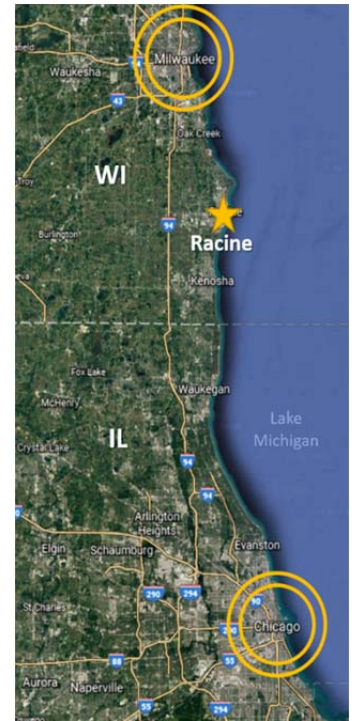 Milwaukee
Waukesha
43
Oak Creek
Troy
WI
94
Racine
Burlington
Kenosha
Fox Lake
Waukegan
McHenry
Lake
Michigan
IL
Crystal Lake
94
94
Arlington
Heights
Elgin
Schaumburg
Evanston
290
294
90
St. Charles
290
Chicago
88
55
55
Aurora
Naperville
294